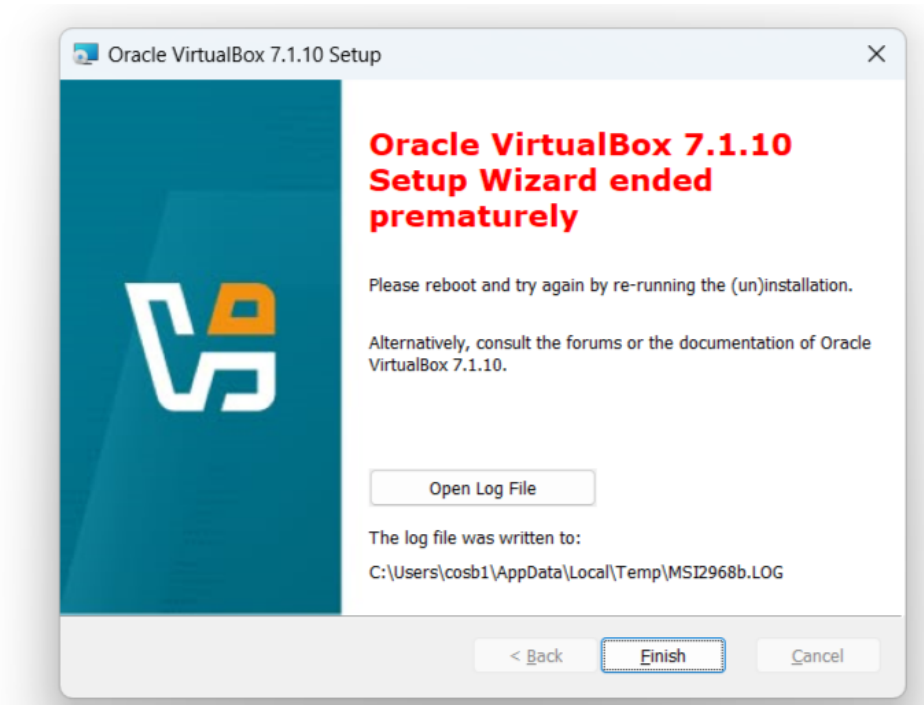 Oracle VirtualBox 7.1.10 Setup
Oracle VirtualBox 7.1.10
Setup Wizard ended
prematurely
Please reboot and try again by re-running the (un)installation.
Alternatively, consult the forums or the documentation of Oracle
VirtualBox 7.1.10.
Open Log File
The log file was written to:
C:\Users\cosb1\AppData\Local\Temp\MSI2968b.LOG
< Back Finish Cancel